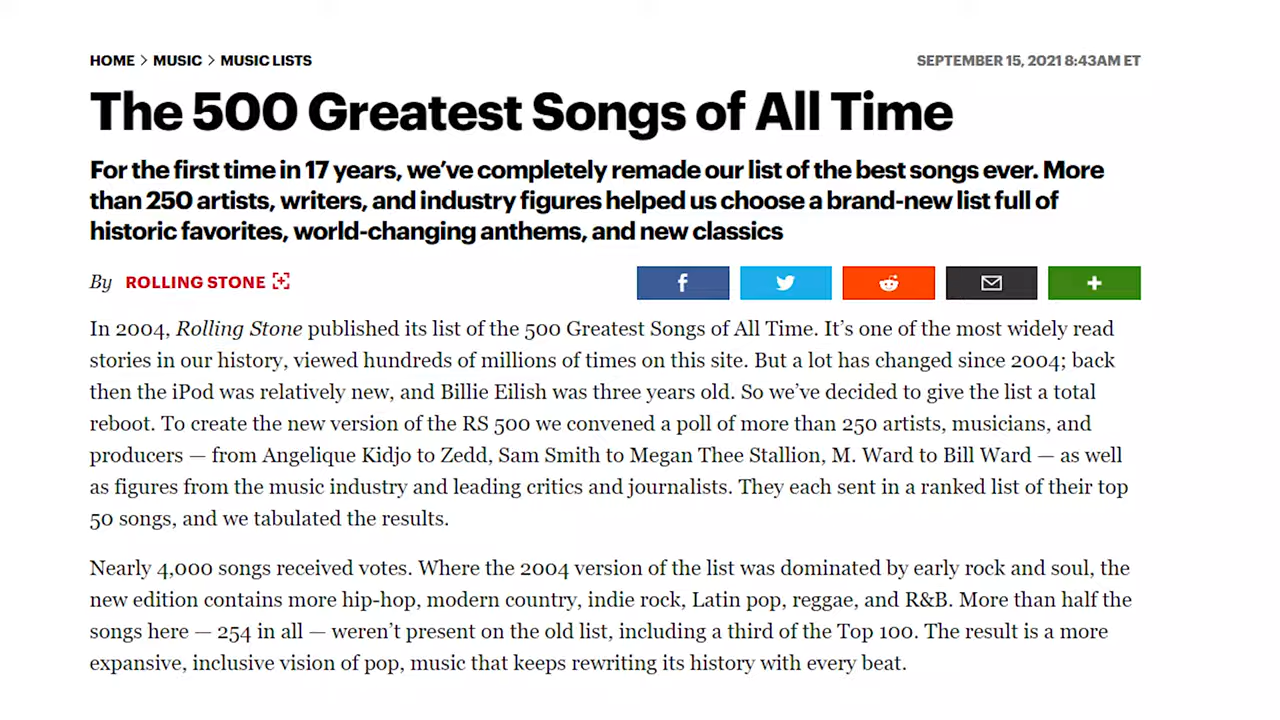 HOME > MUSIC > MUSIC LISTS
SEPTEMBER 15, 2021 8:43AM ET
The 500 Greatest Songs of All Time
For the first time in 17 years, we’ve completely remade our list of the best songs ever. More
than 250 artists, writers, and industry figures helped us choose a brand-new list full of
historic favorites, world-changing anthems, and new classics
By ROLLING STONE
In 2004, Rolling Stone published its list of the 500 Greatest Songs of All Time. It’s one of the most widely read
stories in our history, viewed hundreds of millions of times on this site. But a lot has changed since 2004; back
then the iPod was relatively new, and Billie Eilish was three years old. So we’ve decided to give the list a total
reboot. To create the new version of the RS 500 we convened a poll of more than 250 artists, musicians, and
producers — from Angelique Kidjo to Zedd, Sam Smith to Megan Thee Stallion, M. Ward to Bill Ward — as well
as figures from the music industry and leading critics and journalists. They each sent in a ranked list of their top
50 songs, and we tabulated the results.
Nearly 4,000 songs received votes. Where the 2004 version of the list was dominated by early rock and soul, the
new edition contains more hip-hop, modern country, indie rock, Latin pop, reggae, and R&B. More than half the
songs here — 254 in all — weren’t present on the old list, including a third of the Top 100. The result is a more
expansive, inclusive vision of pop, music that keeps rewriting its history with every beat.